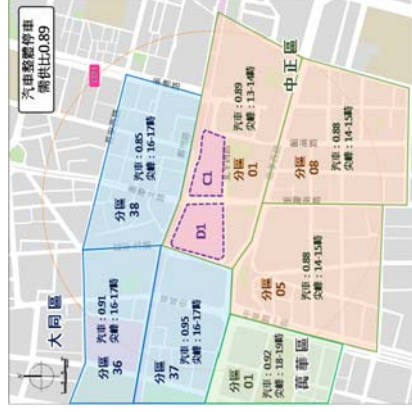 汽車整體停車
需供比0.89
大同區
分區
36
汽車：0.91
尖峰：16-17時
分區
38
汽車：0.85
尖峰：16-17時
分區
37
汽車：0.95
尖峰：16-17時
D1
C1
汽車：0.89
尖峰：13-14時
分區
01
中正區
分區
01
汽車：0.92
尖峰：18-19時
萬華區
分區
05
汽車：0.88
尖峰：14-15時
分區
08
汽車：0.88
尖峰：14-15時